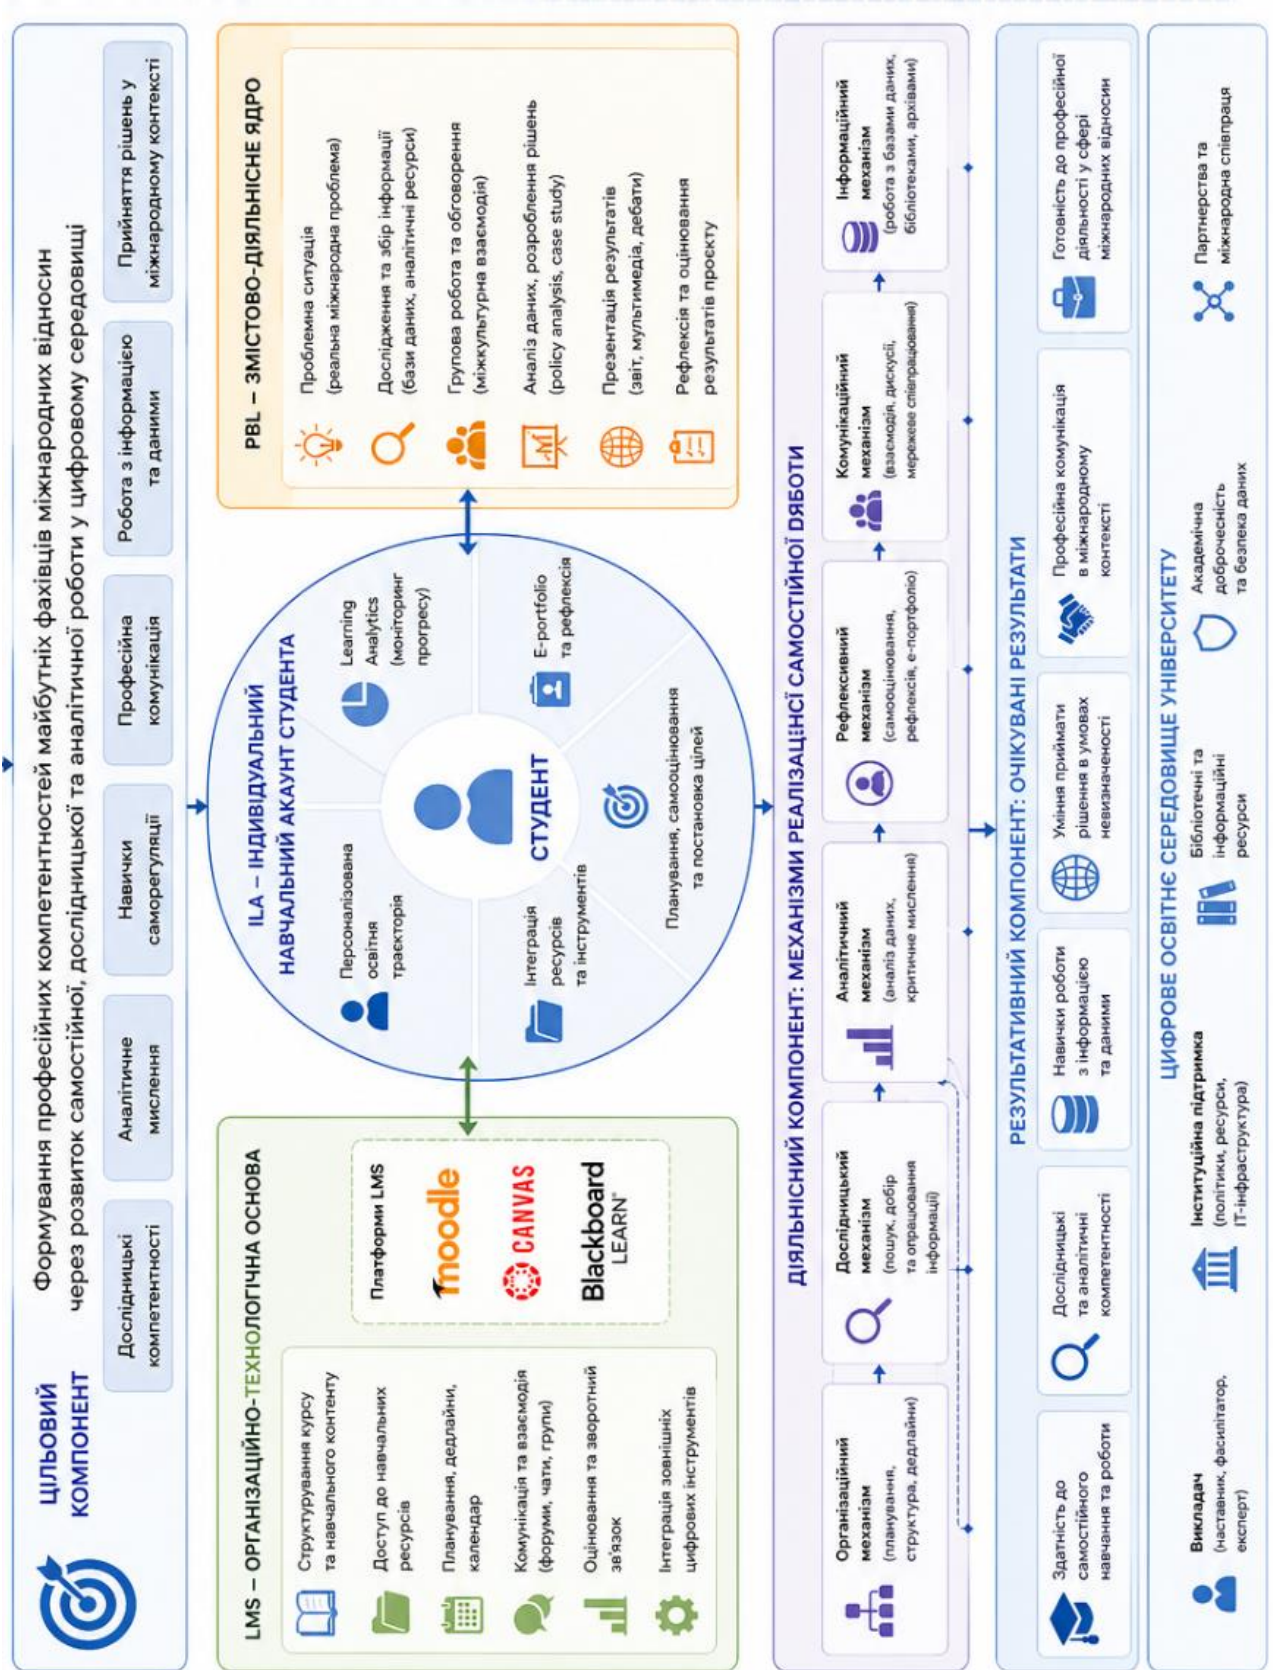 ЦІЛЬОВИЙ
КОМПОНЕНТ
Формування професійних компетентностей майбутніх фахівців міжнародних відносин
через розвиток самостійної, дослідницької та аналітичної роботи у цифровому середовищі
Дослідницькі
компетентності
Аналітичне
мислення
Навички
саморегуляції
Професійна
комунікація
Робота з інформацією
та даними
Прийняття рішень у
міжнародному контексті
LMS – ОРГАНІЗАЦІЙНО-ТЕХНОЛОГІЧНА ОСНОВА
Структурування курсу
та навчального контенту
Доступ до навчальних
ресурсів
Планування, дедлайни,
календар
Комунікація та взаємодія
(форуми, чати, групи)
Оцінювання та зворотний
зв'язок
Інтеграція зовнішніх
цифрових інструментів
Платформи LMS
moodle
CANVAS
Blackboard
LEARN
ILA – ІНДИВІДУАЛЬНИЙ
НАВЧАЛЬНИЙ АКАУНТ СТУДЕНТА
Персоналізована
освітня
траєкторія
Learning
Analytics
(моніторинг
прогресу)
СТУДЕНТ
Інтеграція
ресурсів
та інструментів
E-portfolio
та рефлексія
Планування, самооцінювання
та постановка цілей
PBL – ЗМІСТОВО-ДІЯЛЬНІСНЕ ЯДРО
Проблемна ситуація
(реальна міжнародна проблема)
Дослідження та збір інформації
(бази даних, аналітичні ресурси)
Групова робота та обговорення
(міжкультурна взаємодія)
Аналіз даних, розроблення рішень
(policy analysis, case study)
Презентація результатів
(звіт, мультимедіа, дебати)
Рефлексія та оцінювання
результатів проєкту
ДІЯЛЬНІСНИЙ КОМПОНЕНТ: МЕХАНІЗМИ РЕАЛІЗАЦІЇ САМОСТІЙНОЇ
Організаційний
механізм
(планування,
структура, дедлайни)
Дослідницький
механізм
(пошук, добір
та опрацювання
інформації)
Аналітичний
механізм
(аналіз даних,
критичне мислення)
Рефлексивний
механізм
(самооцінювання,
рефлексія, е-портфоліо)
Комунікаційний
механізм
(взаємодія, дискусії,
мережеве співпрацювання)
Інформаційний
механізм
(робота з базами даних,
бібліотеками, архівами)
РЕЗУЛЬТАТИВНИЙ КОМПОНЕНТ: ОЧІКУВАНІ РЕЗУЛЬТАТИ
Здатність до
самостійного
навчання та роботи
Дослідницькі
та аналітичні
компетентності
Навички роботи
з інформацією
та даними
Уміння приймати
рішення в умовах
невизначеності
Професійна комунікація
в міжнародному
контексті
Готовність до професійної
діяльності у сфері
міжнародних відносин
ЦИФРОВЕ ОСВІТНЄ СЕРЕДОВИЩЕ УНІВЕРСИТЕТУ
Викладач
(наставник, фасилітатор,
експерт)
Інституційна підтримка
(політики, ресурси,
ІТ-інфраструктура)
Бібліотечні та
інформаційні
ресурси
Академічна
доброчесність
та безпека даних
Партнерства та
міжнародна співпраця